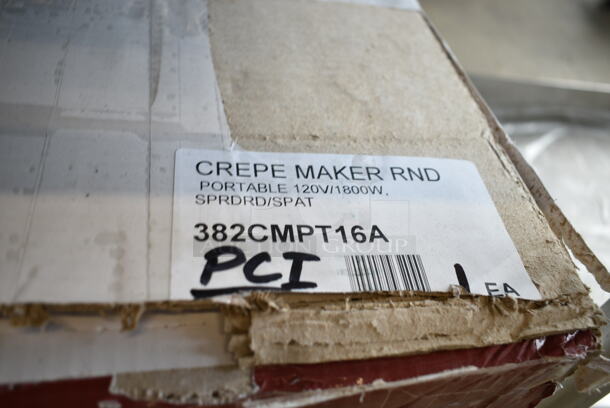 CREPE MAKER RND
PORTABLE 120V/1800W,
SPRDRD/SPAT
382CMPT16A
PCI
EA